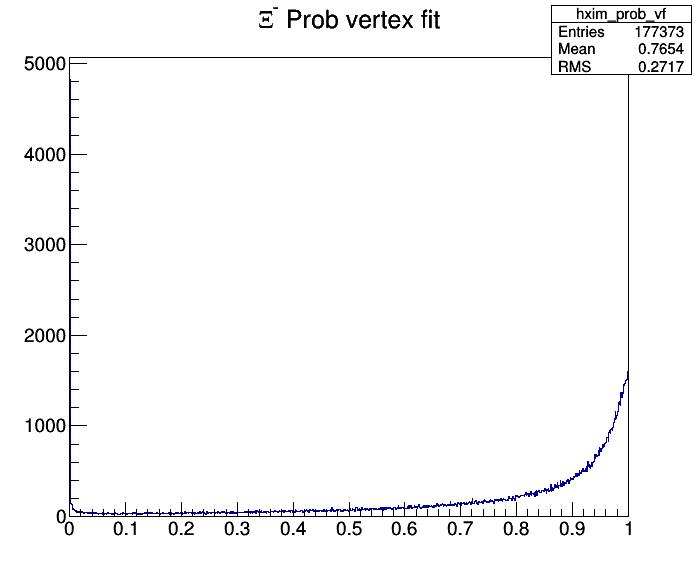 Ξ⁻ Prob vertex fit
hxim_prob_vf
Entries 177373
Mean 0.7654
RMS 0.2717
5000
4000
3000
2000
1000
0
0 0.1 0.2 0.3 0.4 0.5 0.6 0.7 0.8 0.9 1